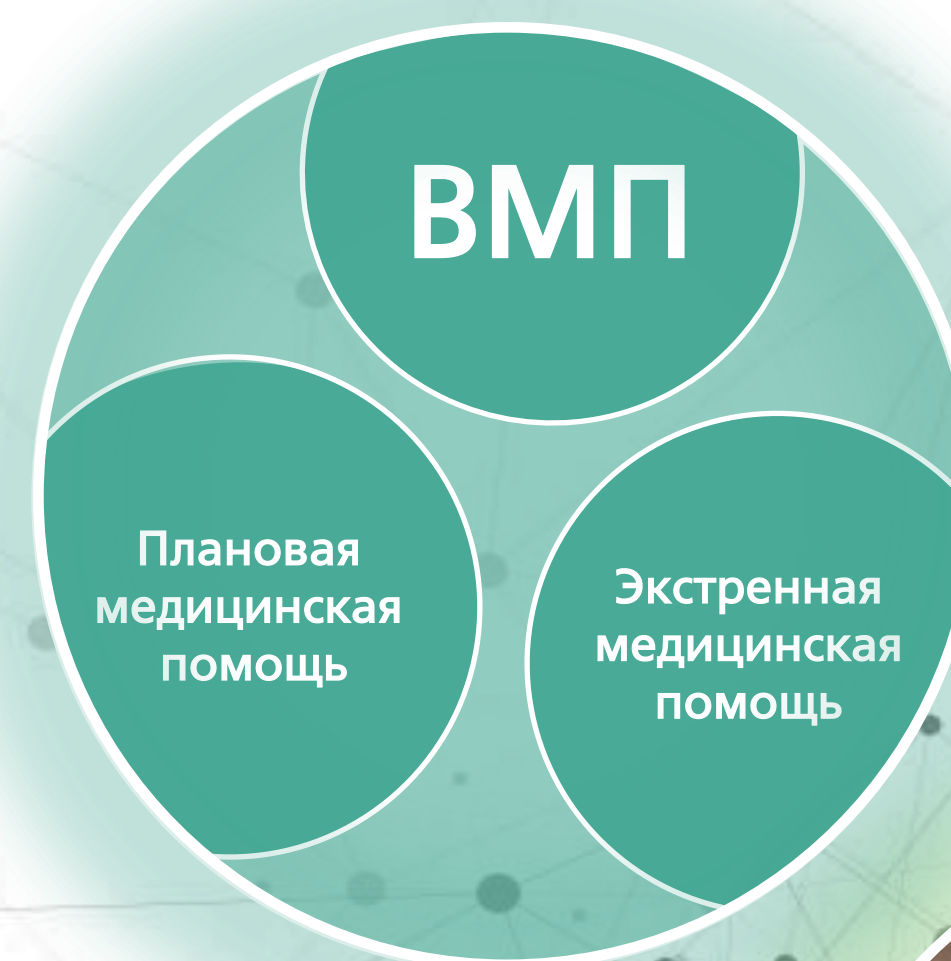 ВМП
Плановая
медицинская
помощь
Экстренная
медицинская
помощь